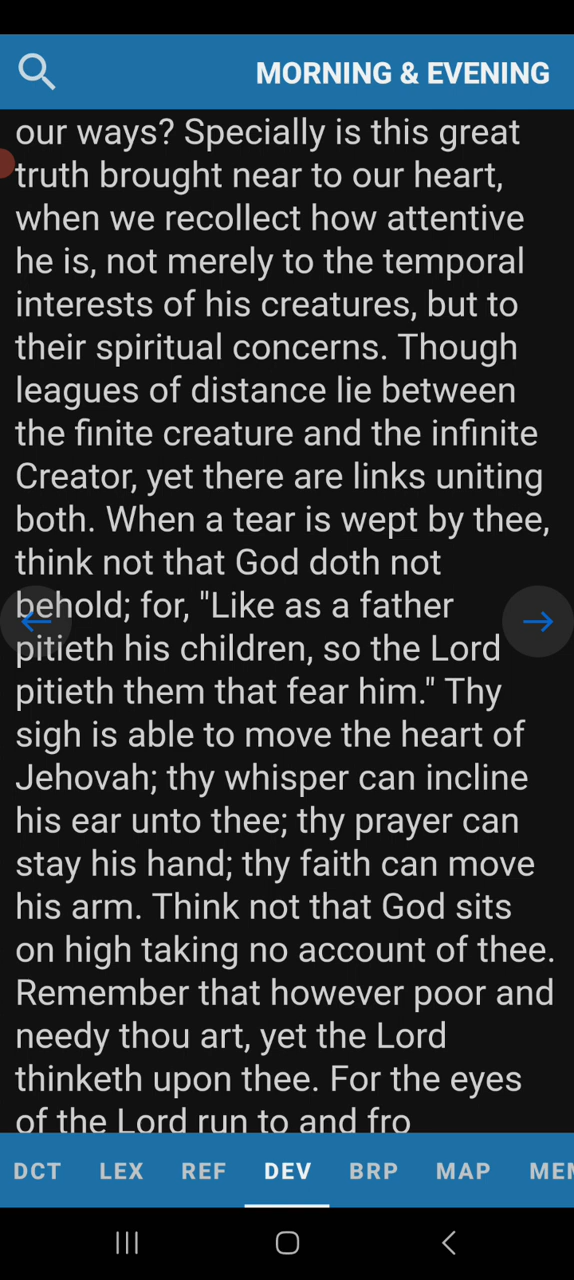 MORNING & EVENING
our ways? Specially is this great
truth brought near to our heart,
when we recollect how attentive
he is, not merely to the temporal
interests of his creatures, but to
their spiritual concerns. Though
leagues of distance lie between
the finite creature and the infinite
Creator, yet there are links uniting
both. When a tear is wept by thee,
think not that God doth not
behold; for, "Like as a father
pitieth his children, so the Lord
pitieth them that fear him." Thy
sigh is able to move the heart of
Jehovah; thy whisper can incline
his ear unto thee; thy prayer can
stay his hand; thy faith can move
his arm. Think not that God sits
on high taking no account of thee.
Remember that however poor and
needy thou art, yet the Lord
thinketh upon thee. For the eyes
of the Lord run to and fro
DCT LEX REF DEV BRP MAP MEM